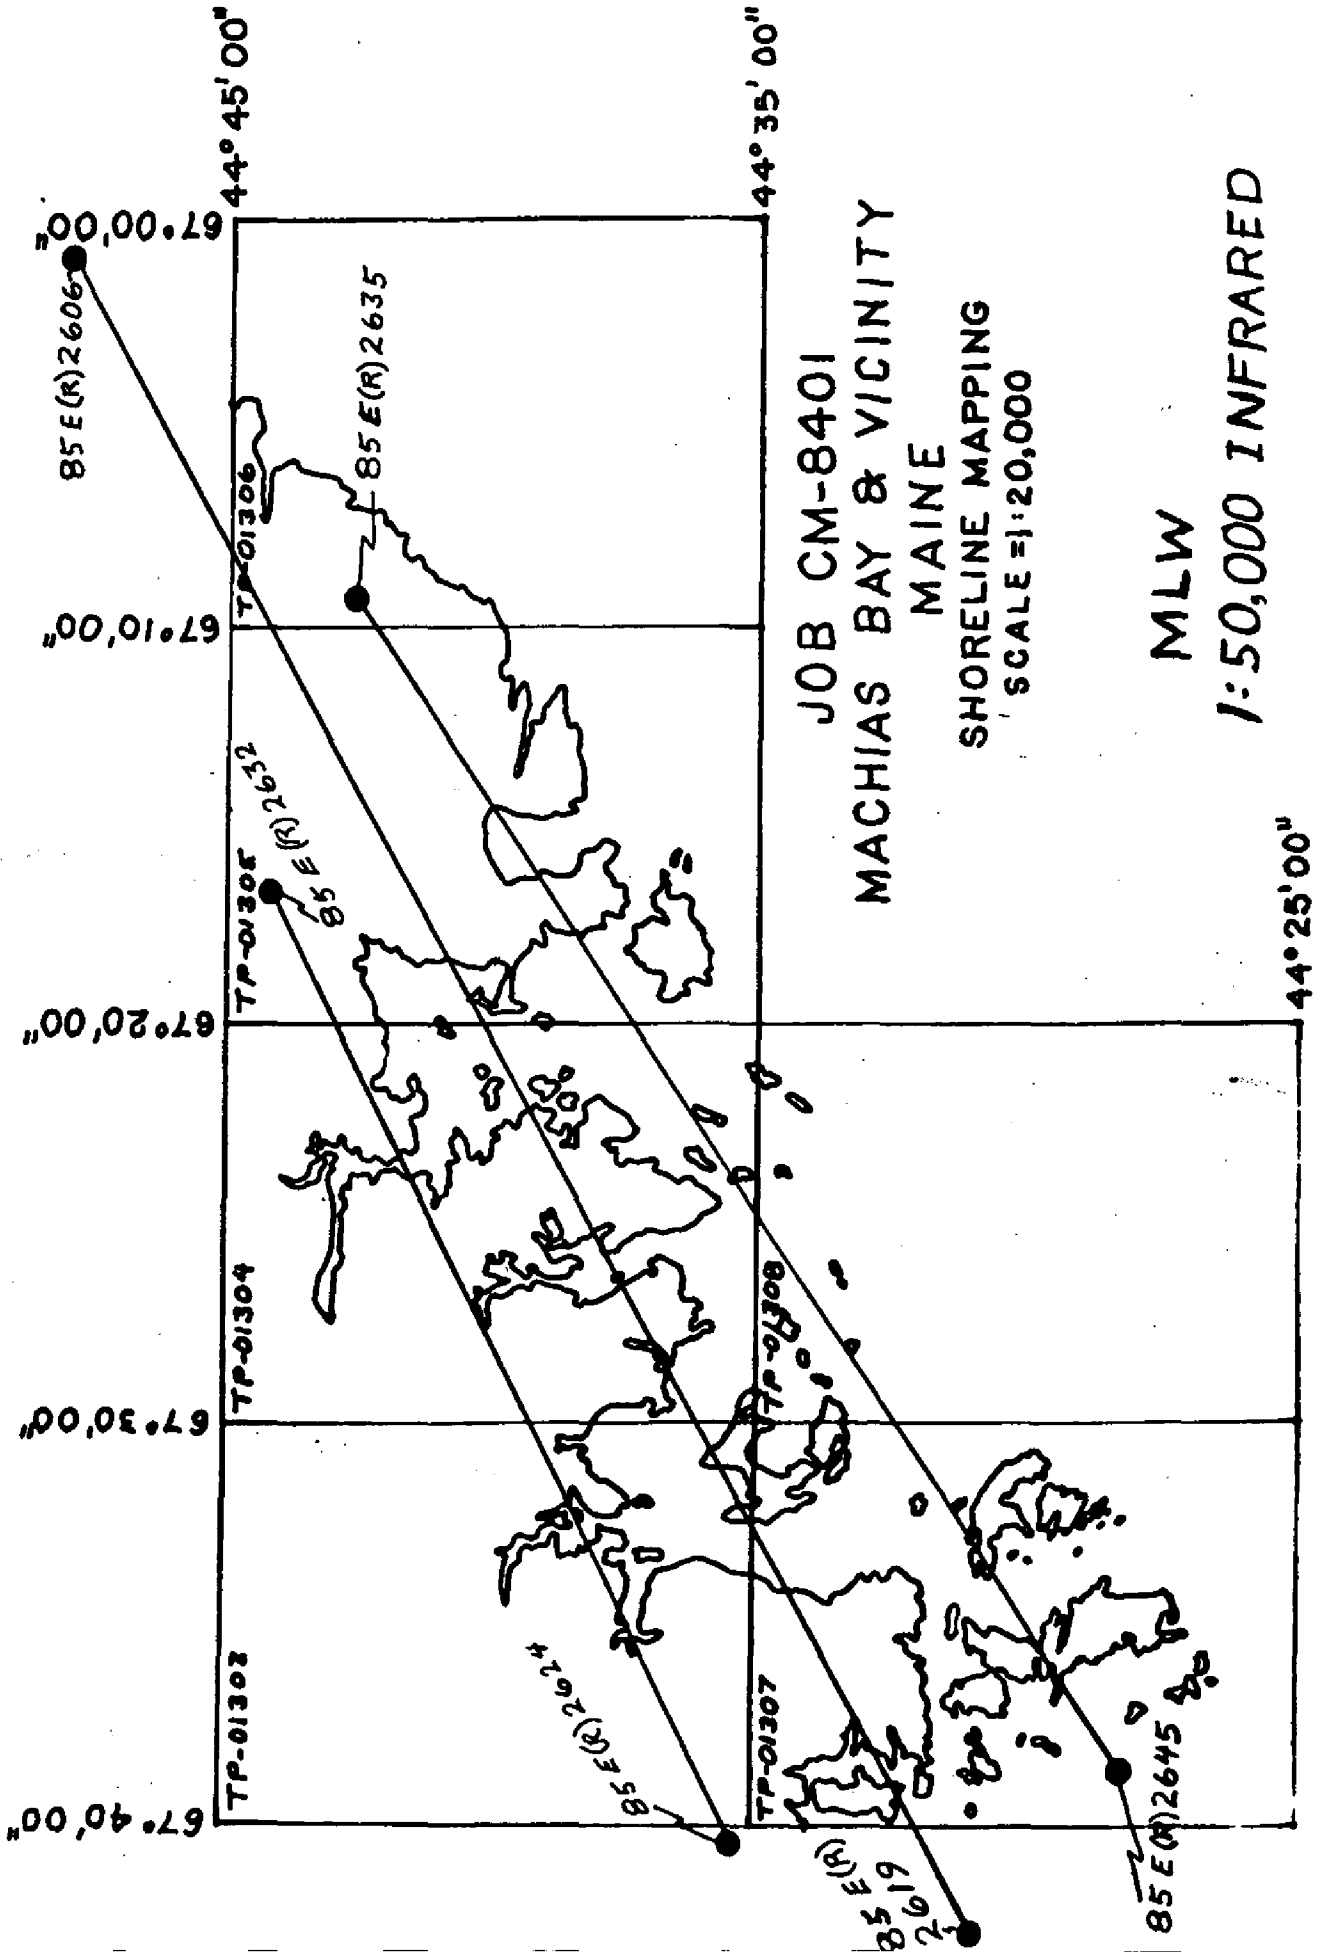 67°40'00"
67°30'00"
67°20'00"
67°10'00"
67°00'00"
85E(R)2606
44°45'00"
TP-01302
TP-01304
TP-01305
TP-01306
85 E(R)2632
85 E(R)2635
85 E(R)2624
44°35'00"
TP-01307
TP-01308
85 E(R)
2619
85E(R)2645
44°25'00"
JOB CM-8401
MACHIAS BAY & VICINITY
MAINE
SHORELINE MAPPING
SCALE =1:20,000
MLW
1:50,000 INFRARED